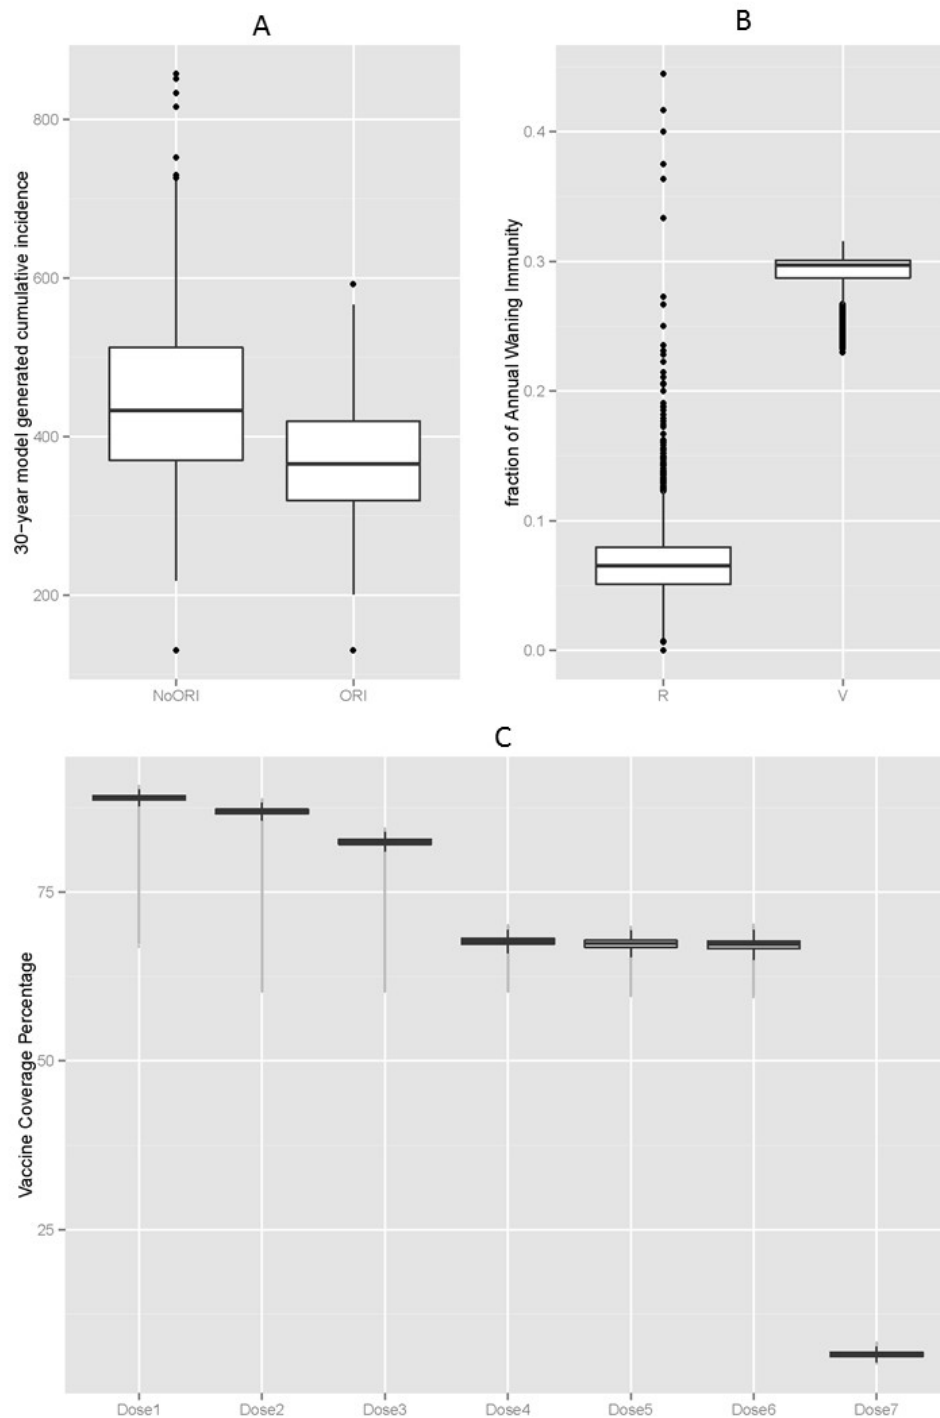 A
30-year model generated cumulative incidence
800
600
400
200
NoORI ORI
B
fraction of Annual Waning Immunity
0.4
0.3
0.2
0.1
0.0
R V
C
Vaccine Coverage Percentage
75
50
25
Dose1 Dose2 Dose3 Dose4 Dose5 Dose6 Dose7